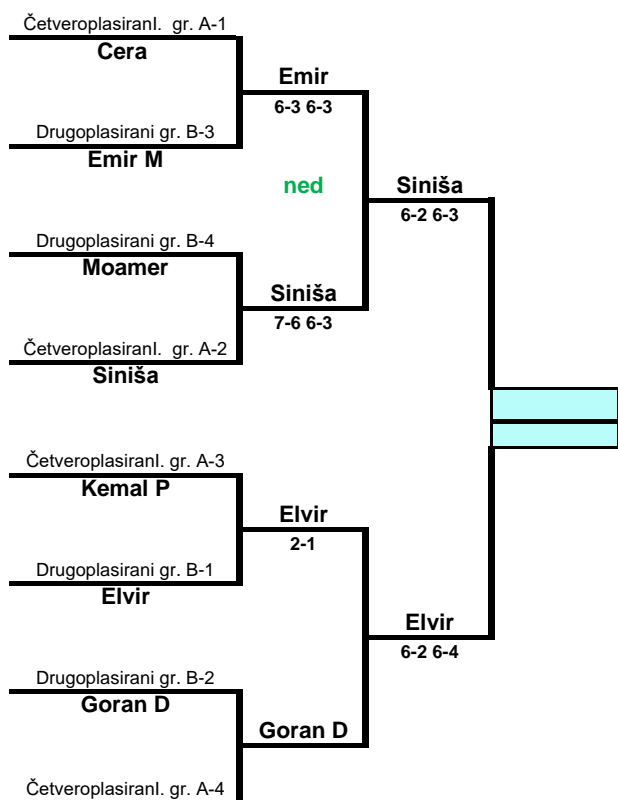 Četveroplasiranl.  gr. A-1
Cera
Emir
6-3 6-3
Drugoplasirani gr. B-3
Emir M
ned
Siniša
6-2 6-3
Drugoplasirani gr. B-4
Moamer
Siniša
7-6 6-3
Četveroplasiranl.  gr. A-2
Siniša
Četveroplasiranl. gr. A-3
Kemal P
Elvir
2-1
Drugoplasirani gr. B-1
Elvir
Elvir
6-2 6-4
Drugoplasirani gr. B-2
Goran D
Goran D
Četveroplasiranl. gr. A-4